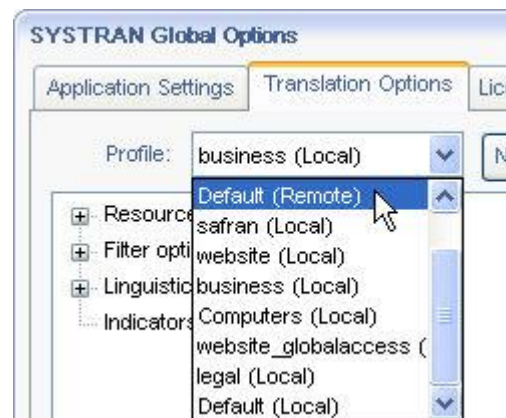 SYSTRAN Global Options
Application Settings
Translation Options
Lic
Profile:
business (Local)
N
Resource
Filter opti
Linguistic
Indicators
Default (Remote)
safran (Local)
website (Local)
business (Local)
Computers (Local)
website_globalaccess (
legal (Local)
Default (Local)